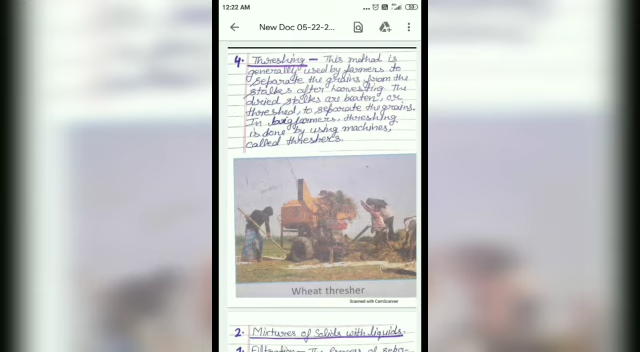 12:22 AM
New Doc 05-22-2...
4. Threshing — This method is
generally used by farmers to
separate the grains from the
stalks after harvesting. The
dried stalks are beaten, or
threshed, to separate the grains.
In big farmers, threshing
is done by using machines,
called threshers.
Wheat thresher
Scanned with CamScanner
2. Mixtures of Solids with liquids.
1. Filtration — The Process of sepa-